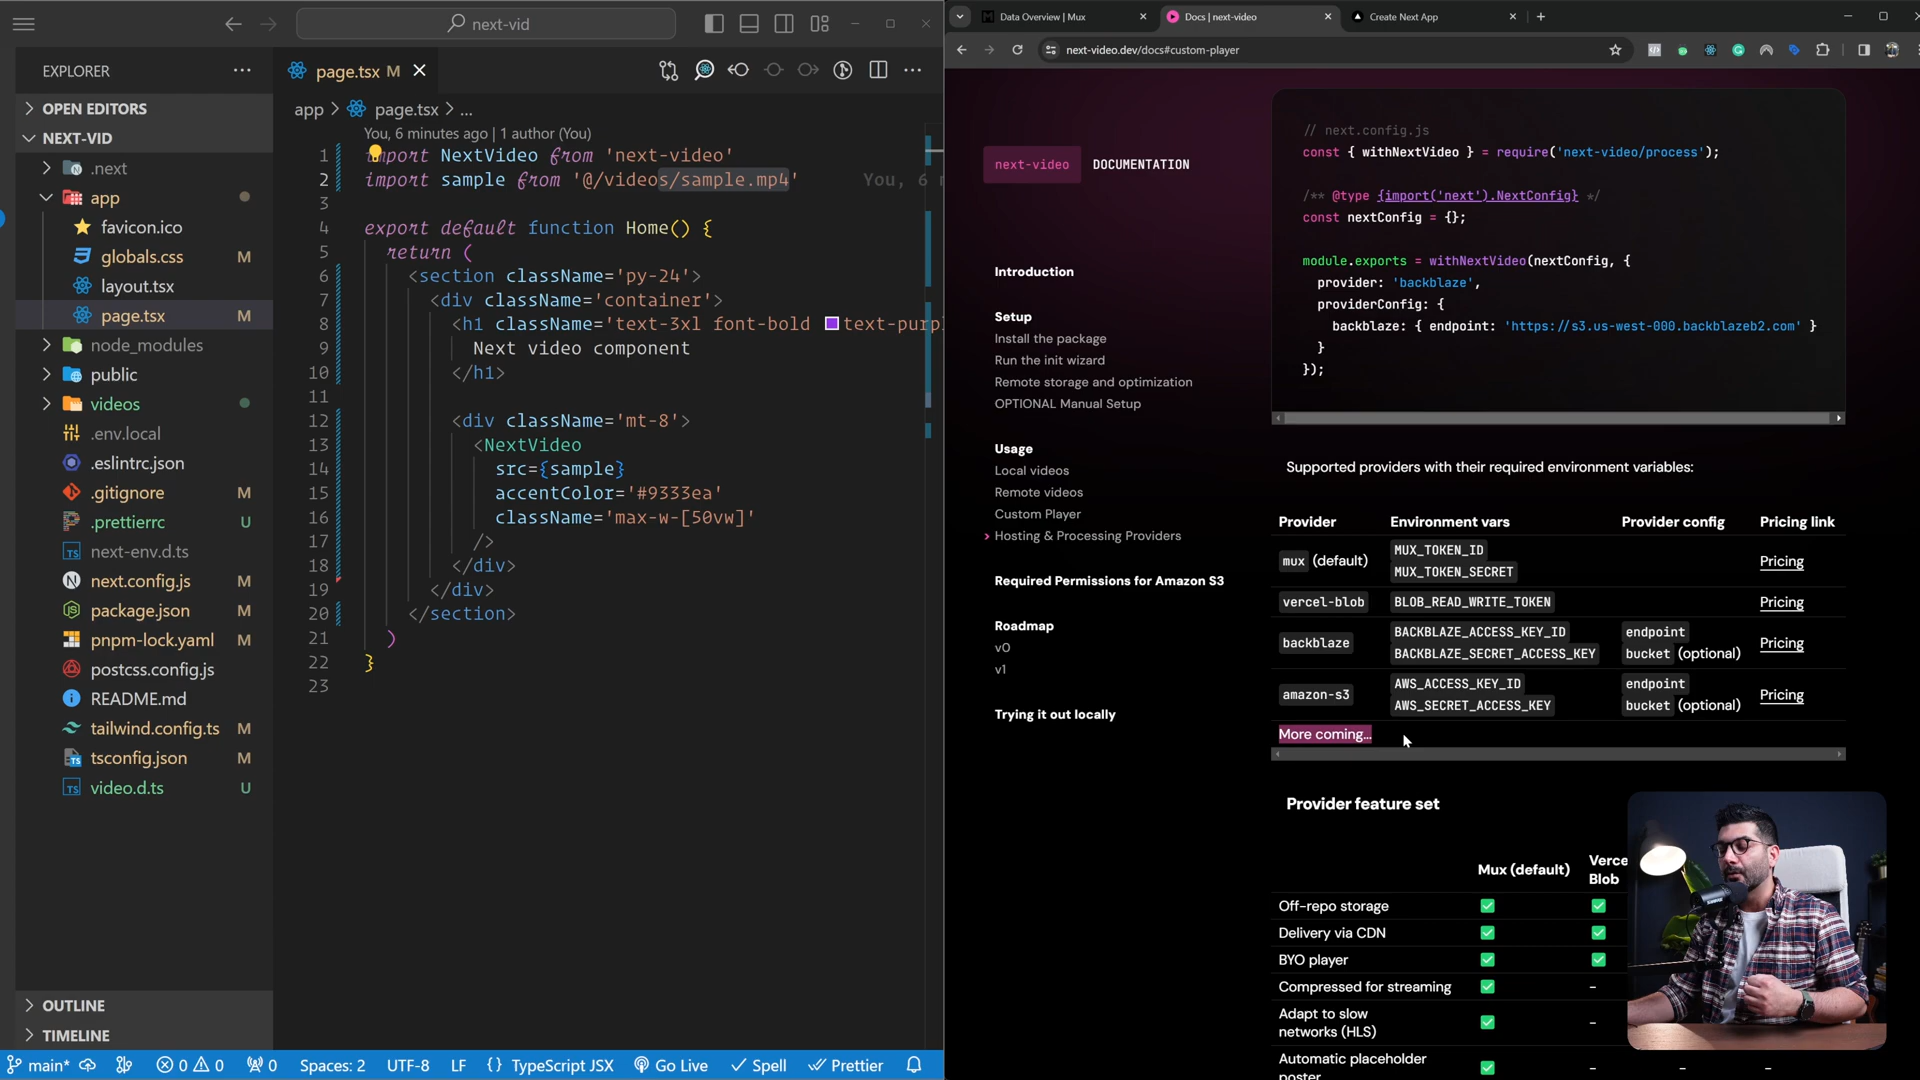 next-vid
EXPLORER
OPEN EDITORS
NEXT-VID
.next
app
favicon.ico
globals.css M
layout.tsx
page.tsx M
node_modules
public
videos
.env.local
.eslintrc.json
.gitignore M
.prettierrc U
next-env.d.ts
next.config.js M
package.json M
pnpm-lock.yaml M
postcss.config.js
README.md
tailwind.config.ts M
tsconfig.json M
video.d.ts U
OUTLINE
TIMELINE
page.tsx M
app > page.tsx > ...
You, 6 minutes ago | 1 author (You)
1 import NextVideo from 'next-video'
2 import sample from '@/videos/sample.mp4' You, 6
3
4 export default function Home() {
5 return (
6 <section className='py-24'>
7 <div className='container'>
8 <h1 className='text-3xl font-bold text-purpl
9 Next video component
10 </h1>
11
12 <div className='mt-8'>
13 <NextVideo
14 src={sample}
15 accentColor='#9333ea'
16 className='max-w-[50vw]'
17 />
18 </div>
19 </div>
20 </section>
21 )
22 }
23
main* 0 0 0 Spaces: 2 UTF-8 LF {} TypeScript JSX Go Live Spell Prettier
Data Overview | Mux
Docs | next-video
Create Next App
next-video.dev/docs#custom-player
next-video DOCUMENTATION
Introduction
Setup
Install the package
Run the init wizard
Remote storage and optimization
OPTIONAL Manual Setup
Usage
Local videos
Remote videos
Custom Player
Hosting & Processing Providers
Required Permissions for Amazon S3
Roadmap
v0
v1
Trying it out locally
// next.config.js
const { withNextVideo } = require('next-video/process');
/** @type {import('next').NextConfig} */
const nextConfig = {};
module.exports = withNextVideo(nextConfig, {
provider: 'backblaze',
providerConfig: {
backblaze: { endpoint: 'https://s3.us-west-000.backblazeb2.com' }
}
});
Supported providers with their required environment variables:
Provider Environment vars Provider config Pricing link
mux (default) MUX_TOKEN_ID MUX_TOKEN_SECRET Pricing
vercel-blob BLOB_READ_WRITE_TOKEN Pricing
backblaze BACKBLAZE_ACCESS_KEY_ID BACKBLAZE_SECRET_ACCESS_KEY endpoint bucket (optional) Pricing
amazon-s3 AWS_ACCESS_KEY_ID AWS_SECRET_ACCESS_KEY endpoint bucket (optional) Pricing
More coming...
Provider feature set
Mux (default) Verce
Blob
Off-repo storage
Delivery via CDN
BYO player
Compressed for streaming -
Adapt to slow
networks (HLS) -
Automatic placeholder
poster - -